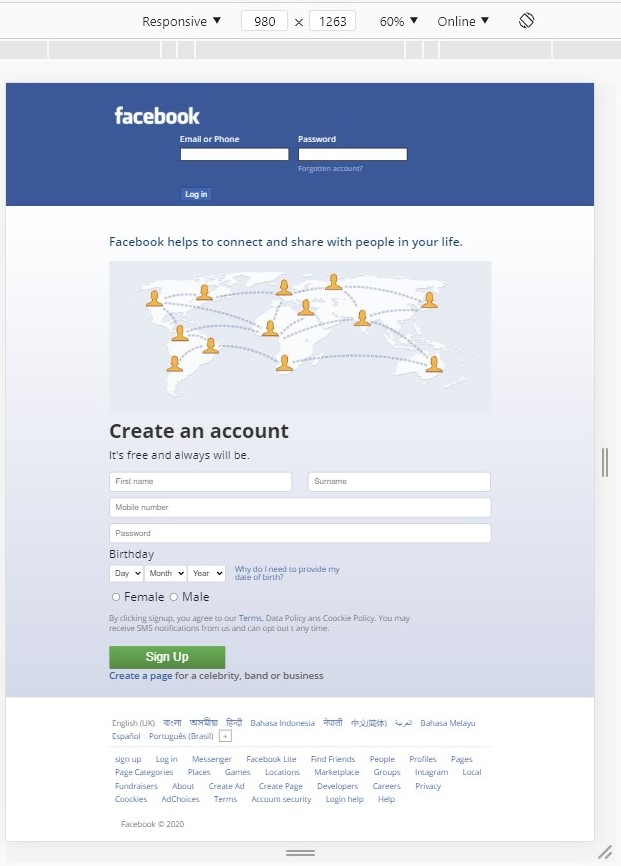 Responsive ▼ 980 x 1263 60% ▼ Online ▼
facebook
Email or Phone Password
Forgotten account?
Log in
Facebook helps to connect and share with people in your life.
Create an account
It's free and always will be.
First name Surname
Mobile number
Password
Birthday
Day Month Year Why do I need to provide my
date of birth?
Female Male
By clicking signup, you agree to our Terms, Data Policy ans Coockie Policy. You may
receive SMS notifications from us and can opt out t any time.
Sign Up
Create a page for a celebrity, band or business
English (UK) বাংলা অসমীয়া हिन्दी Bahasa Indonesia नेपाली 中文(简体) العربية Bahasa Melayu
Español Português (Brasil) +
sign up Log in Messenger Facebook Lite Find Friends People Profiles Pages
Page Categories Places Games Locations Marketplace Groups Intagram Local
Fundraisers About Create Ad Create Page Developers Careers Privacy
Coockies AdChoices Terms Account security Login help Help
Facebook © 2020